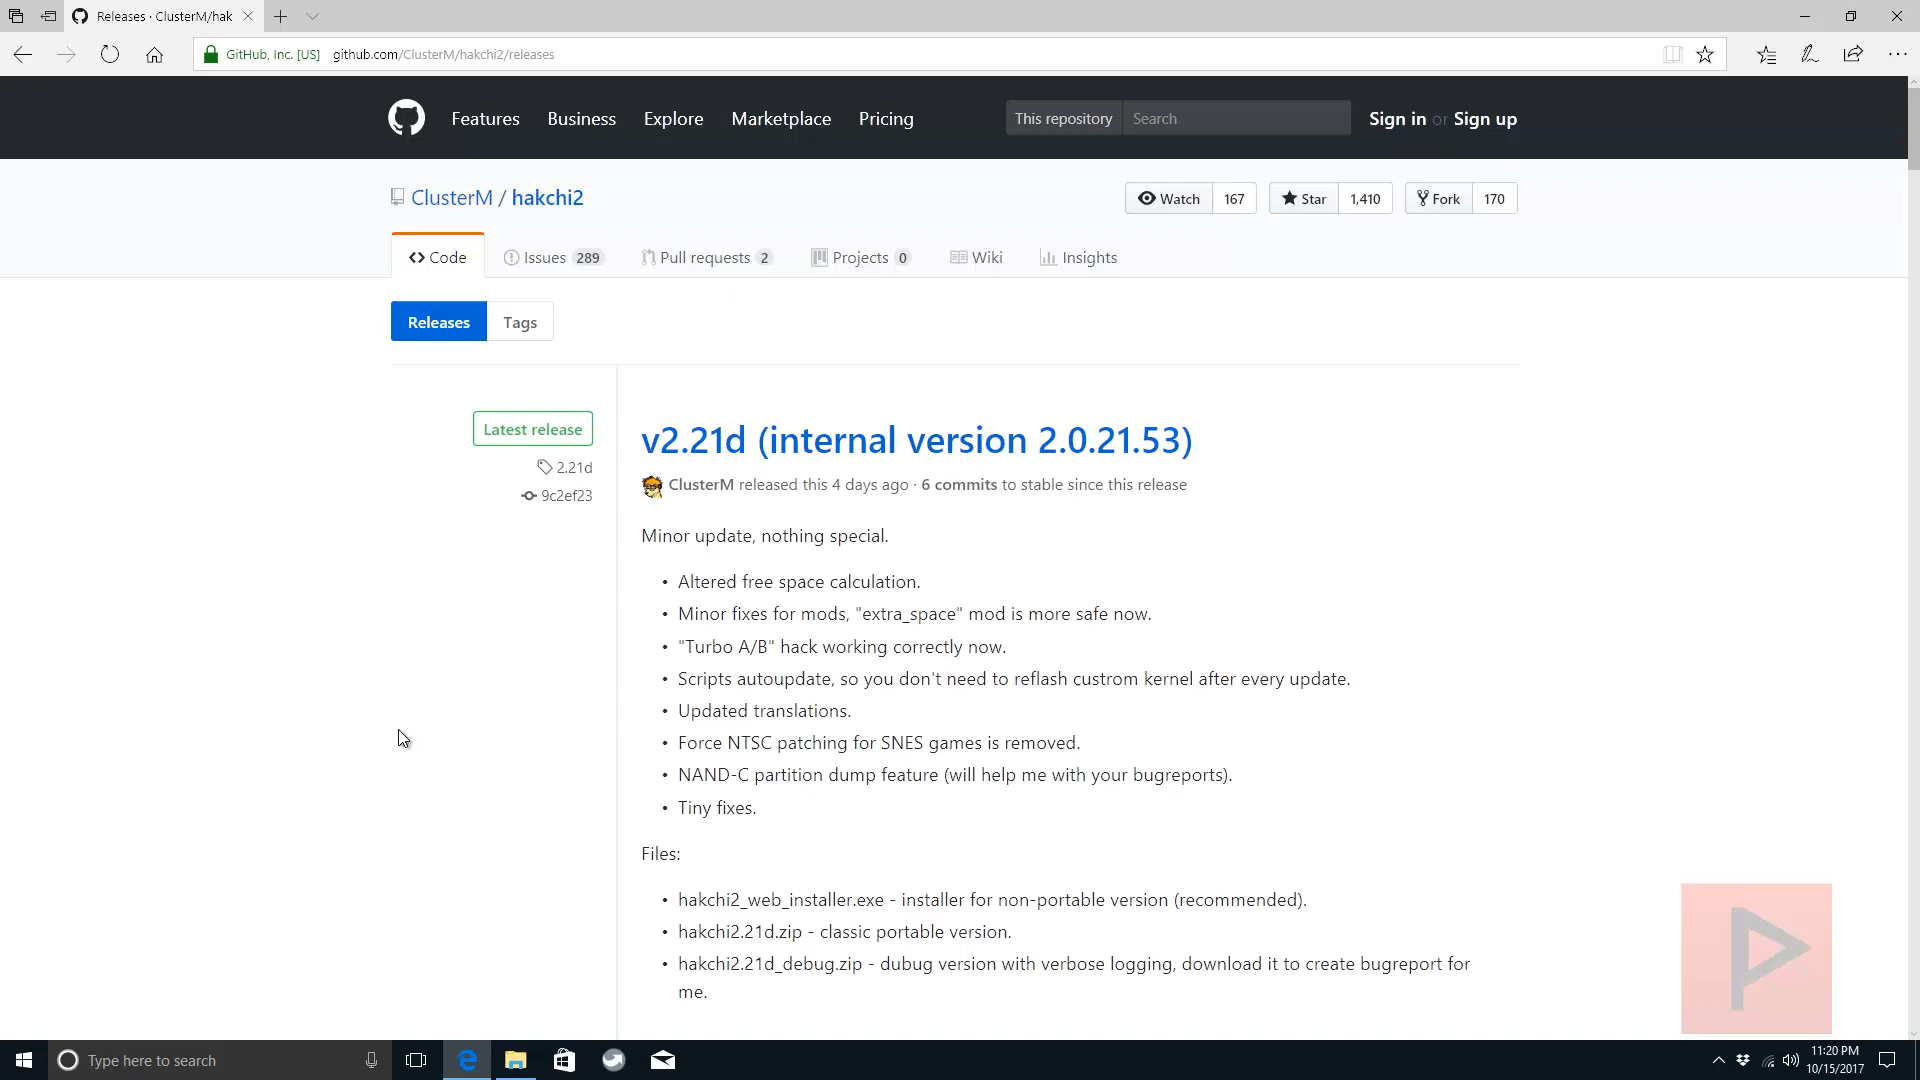 Releases · ClusterM/hak
GitHub, Inc. [US] github.com/ClusterM/hakchi2/releases
Features Business Explore Marketplace Pricing This repository Search Sign in or Sign up
ClusterM / hakchi2
Watch 167 Star 1,410 Fork 170
Code Issues 289 Pull requests 2 Projects 0 Wiki Insights
Releases Tags
Latest release
2.21d
9c2ef23
v2.21d (internal version 2.0.21.53)
ClusterM released this 4 days ago · 6 commits to stable since this release
Minor update, nothing special.
• Altered free space calculation.
• Minor fixes for mods, "extra_space" mod is more safe now.
• "Turbo A/B" hack working correctly now.
• Scripts autoupdate, so you don't need to reflash custrom kernel after every update.
• Updated translations.
• Force NTSC patching for SNES games is removed.
• NAND-C partition dump feature (will help me with your bugreports).
• Tiny fixes.
Files:
• hakchi2_web_installer.exe - installer for non-portable version (recommended).
• hakchi2.21d.zip - classic portable version.
• hakchi2.21d_debug.zip - dubug version with verbose logging, download it to create bugreport for
me.
P
Type here to search
11:20 PM
10/15/2017